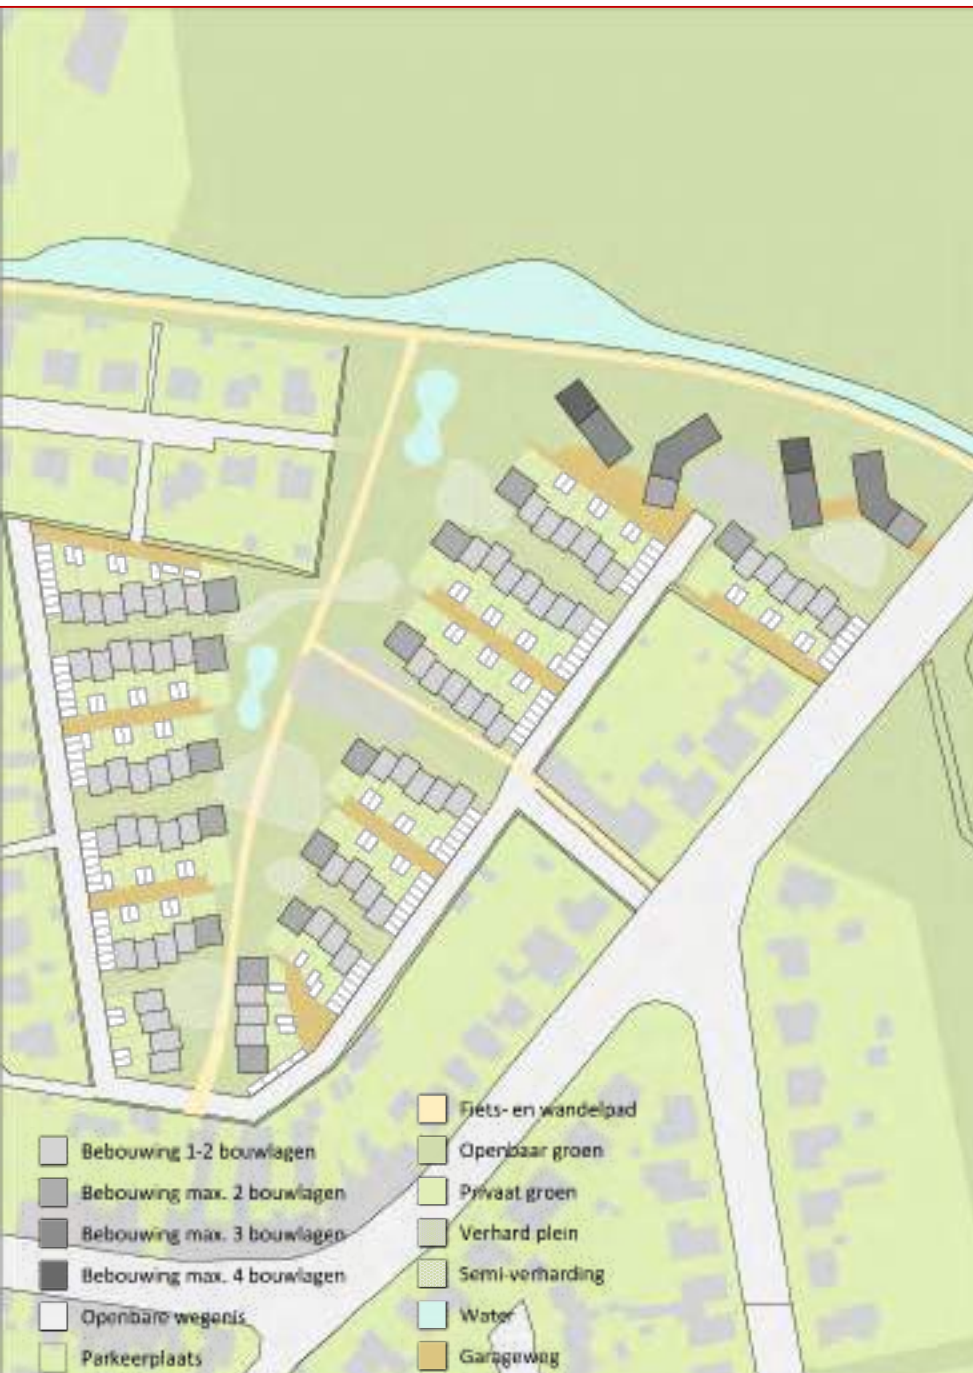 Bebouwing 1-2 bouwlagen
Bebouwing max. 2 bouwlagen
Bebouwing max. 3 bouwlagen
Bebouwing max. 4 bouwlagen
Openbare wegenis
Parkeerplaats
Fiets- en wandelpad
Openbaar groen
Privaat groen
Verhard plein
Semi-verharding
Water
Garageweg